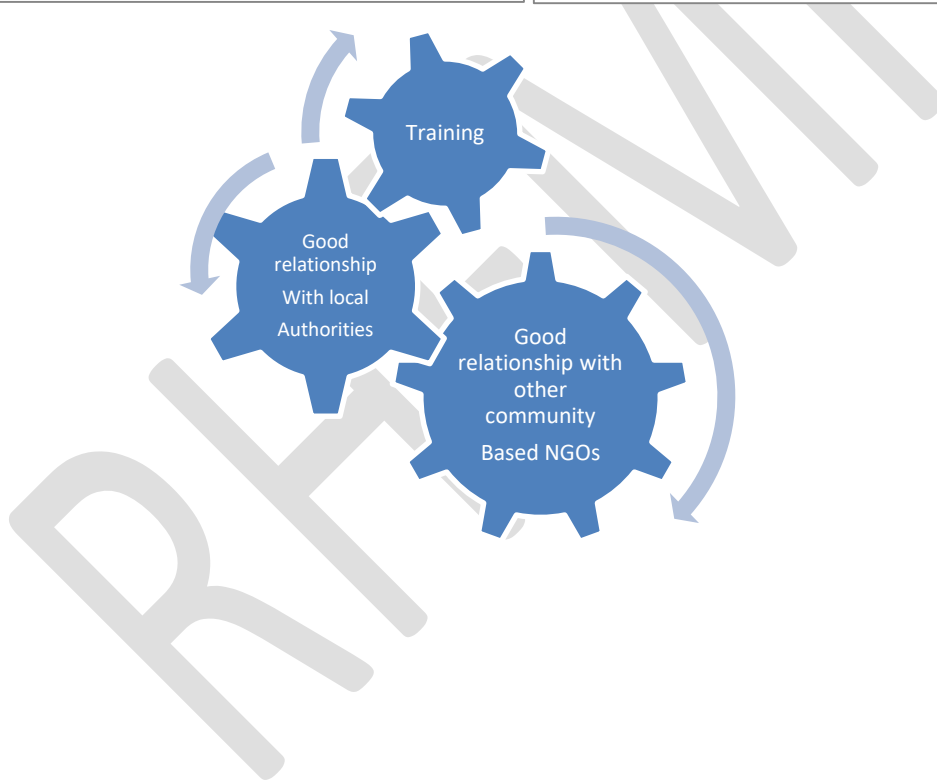 Training
Good
relationship
With local
Authorities
Good
relationship with
other
community
Based NGOs